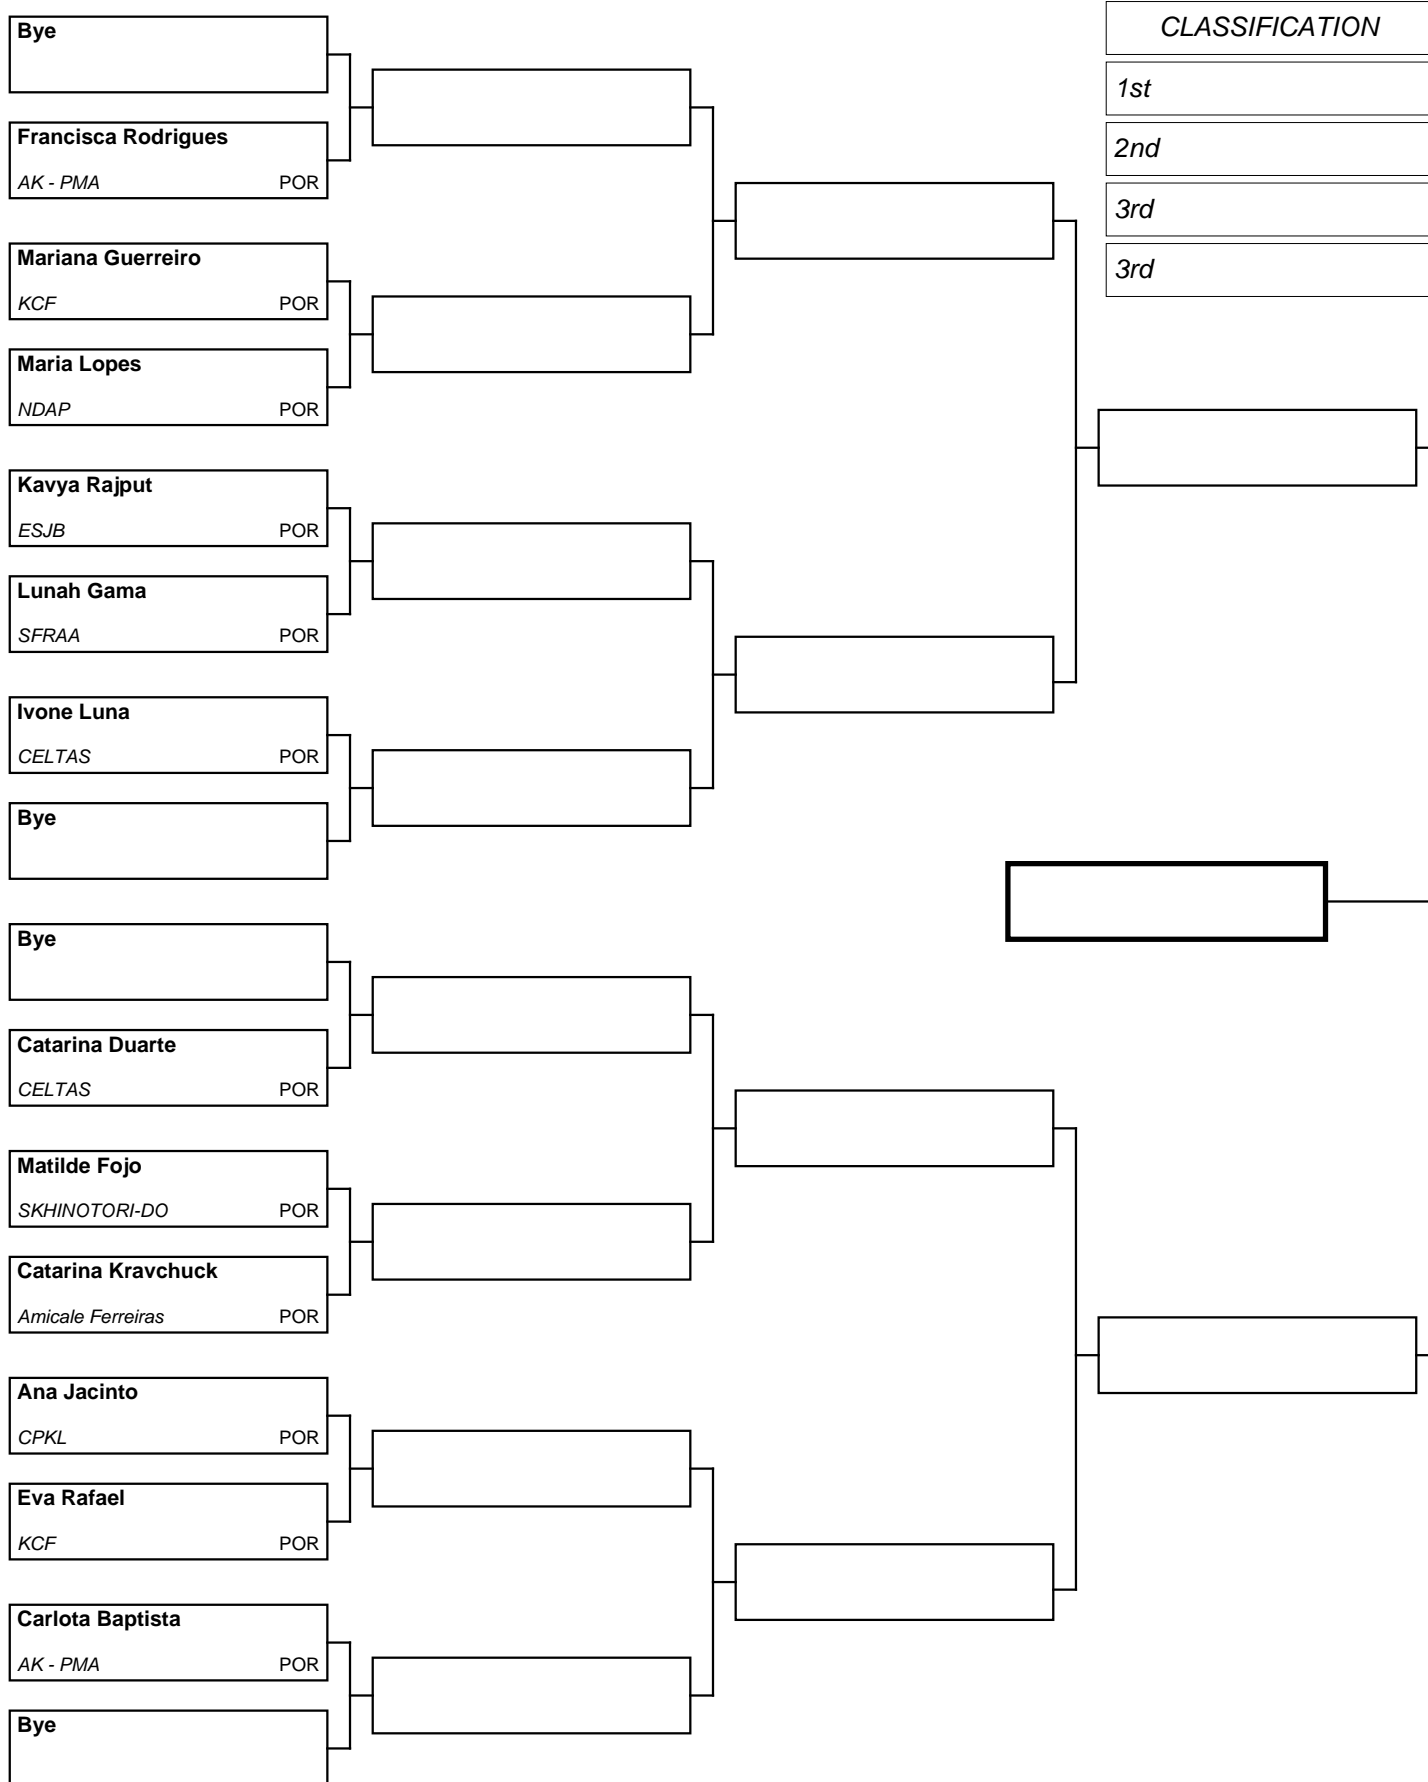 Bye
Francisca Rodrigues
AK - PMA POR
Mariana Guerreiro
KCF POR
Maria Lopes
NDAP POR
Kavya Rajput
ESJB POR
Lunah Gama
SFRAA POR
Ivone Luna
CELTAS POR
Bye
Bye
Catarina Duarte
CELTAS POR
Matilde Fojo
SKHINOTORI-DO POR
Catarina Kravchuck
Amicale Ferreiras POR
Ana Jacinto
CPKL POR
Eva Rafael
KCF POR
Carlota Baptista
AK - PMA POR
Bye
CLASSIFICATION
1st
2nd
3rd
3rd